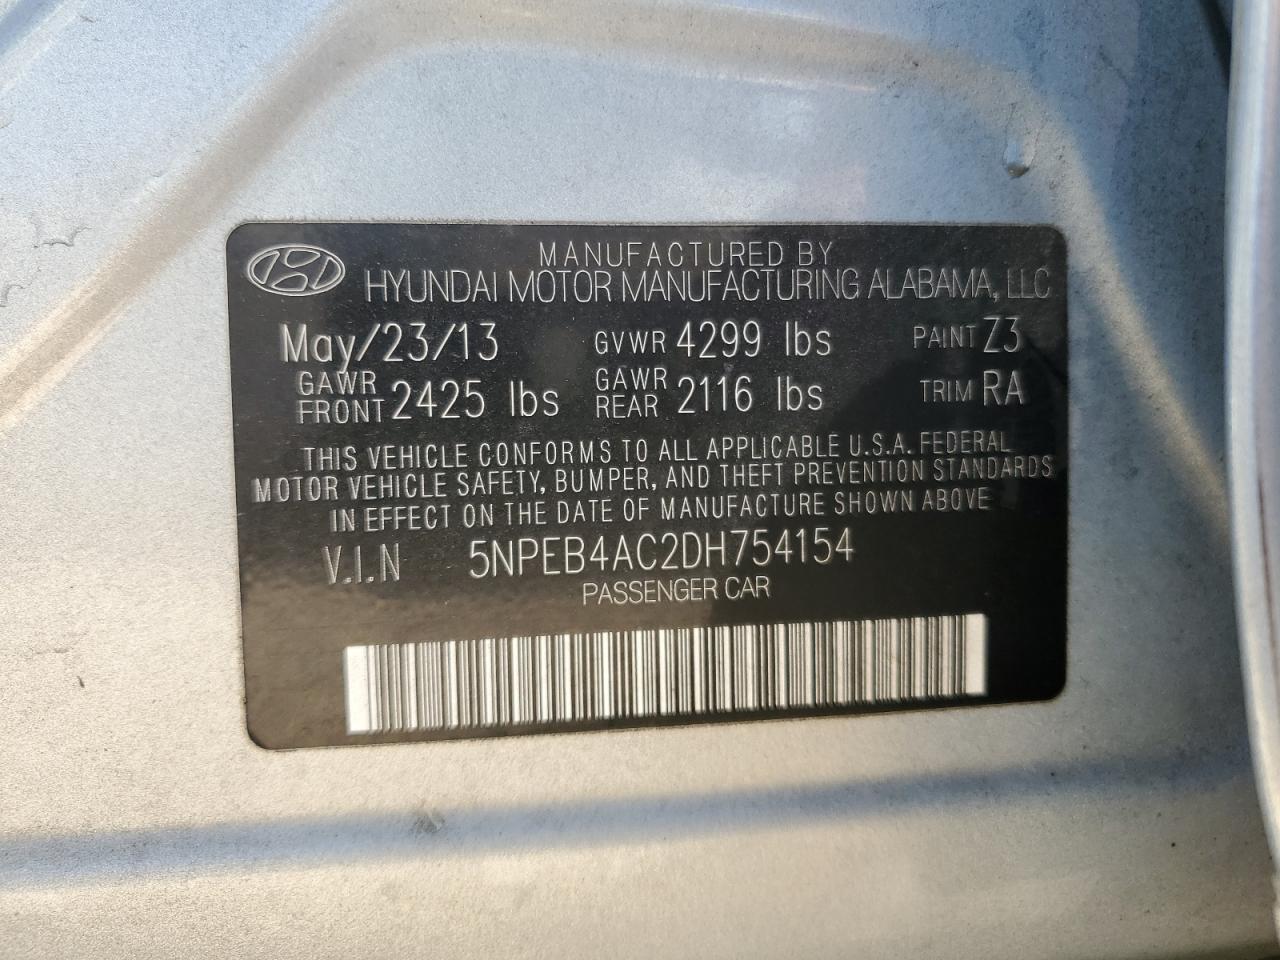 MANUFACTURED BY
HYUNDAI MOTOR MANUFACTURING ALABAMA, LLC
May/23/13 GVWR 4299 lbs PAINT Z3
GAWR FRONT 2425 lbs GAWR REAR 2116 lbs TRIM RA
THIS VEHICLE CONFORMS TO ALL APPLICABLE U.S.A. FEDERAL
MOTOR VEHICLE SAFETY, BUMPER, AND THEFT PREVENTION STANDARDS
IN EFFECT ON THE DATE OF MANUFACTURE SHOWN ABOVE
V.I.N 5NPEB4AC2DH754154
PASSENGER CAR